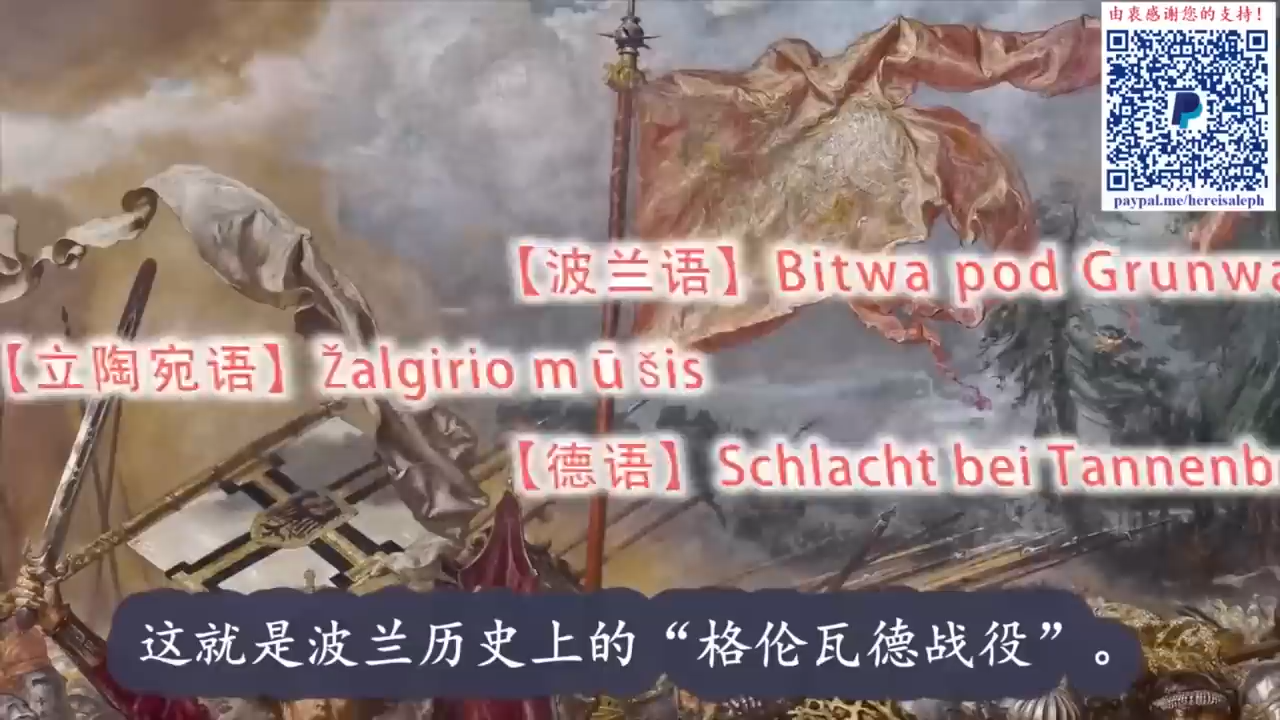 由衷感谢您的支持！
paypal.me/hereisaleph
【波兰语】Bitwa pod Grunwa
【立陶宛语】Žalgirio mūšis
【德语】Schlacht bei Tannenb
这就是波兰历史上的“格伦瓦德战役”。